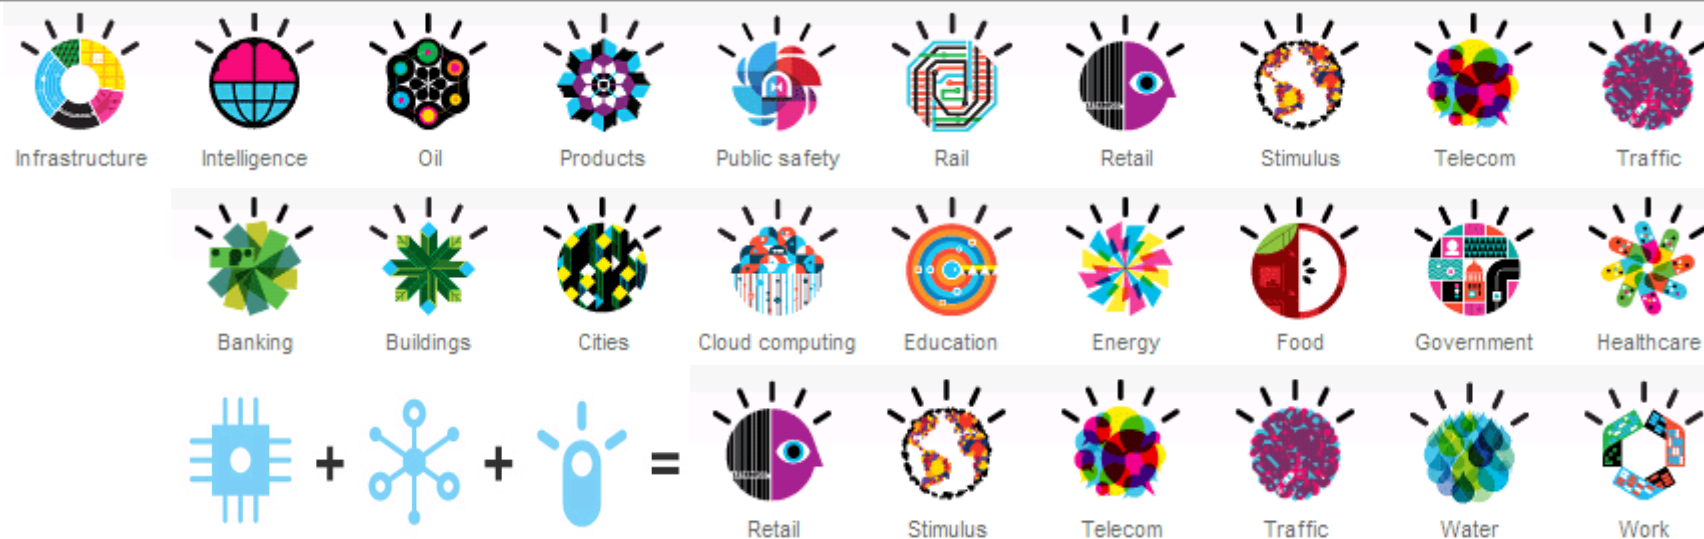 Infrastructure Intelligence Oil Products Public safety Rail Retail Stimulus Telecom Traffic
Banking Buildings Cities Cloud computing Education Energy Food Government Healthcare
+ + =
Retail Stimulus Telecom Traffic Water Work